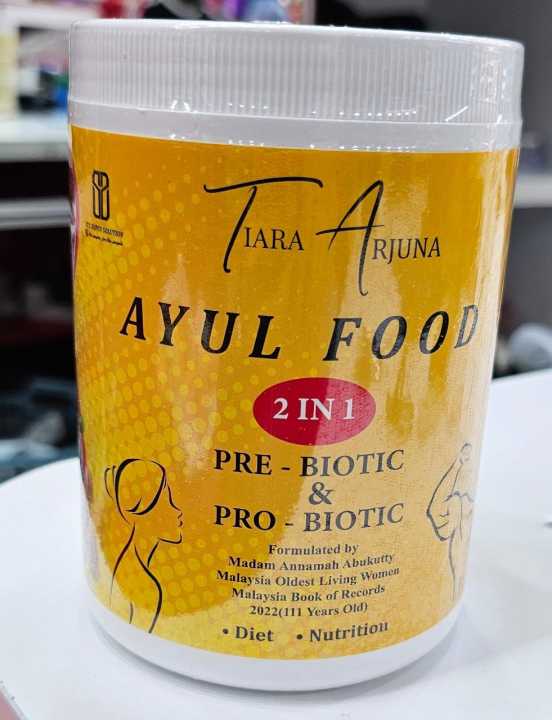 TIARA ARJUNA
AYUL FOOD
2 IN 1
PRE - BIOTIC
&
PRO - BIOTIC
Formulated by
Madam Annamah Abukutty
Malaysia Oldest Living Women
Malaysia Book of Records
2022(111 Years Old)
• Diet • Nutrition